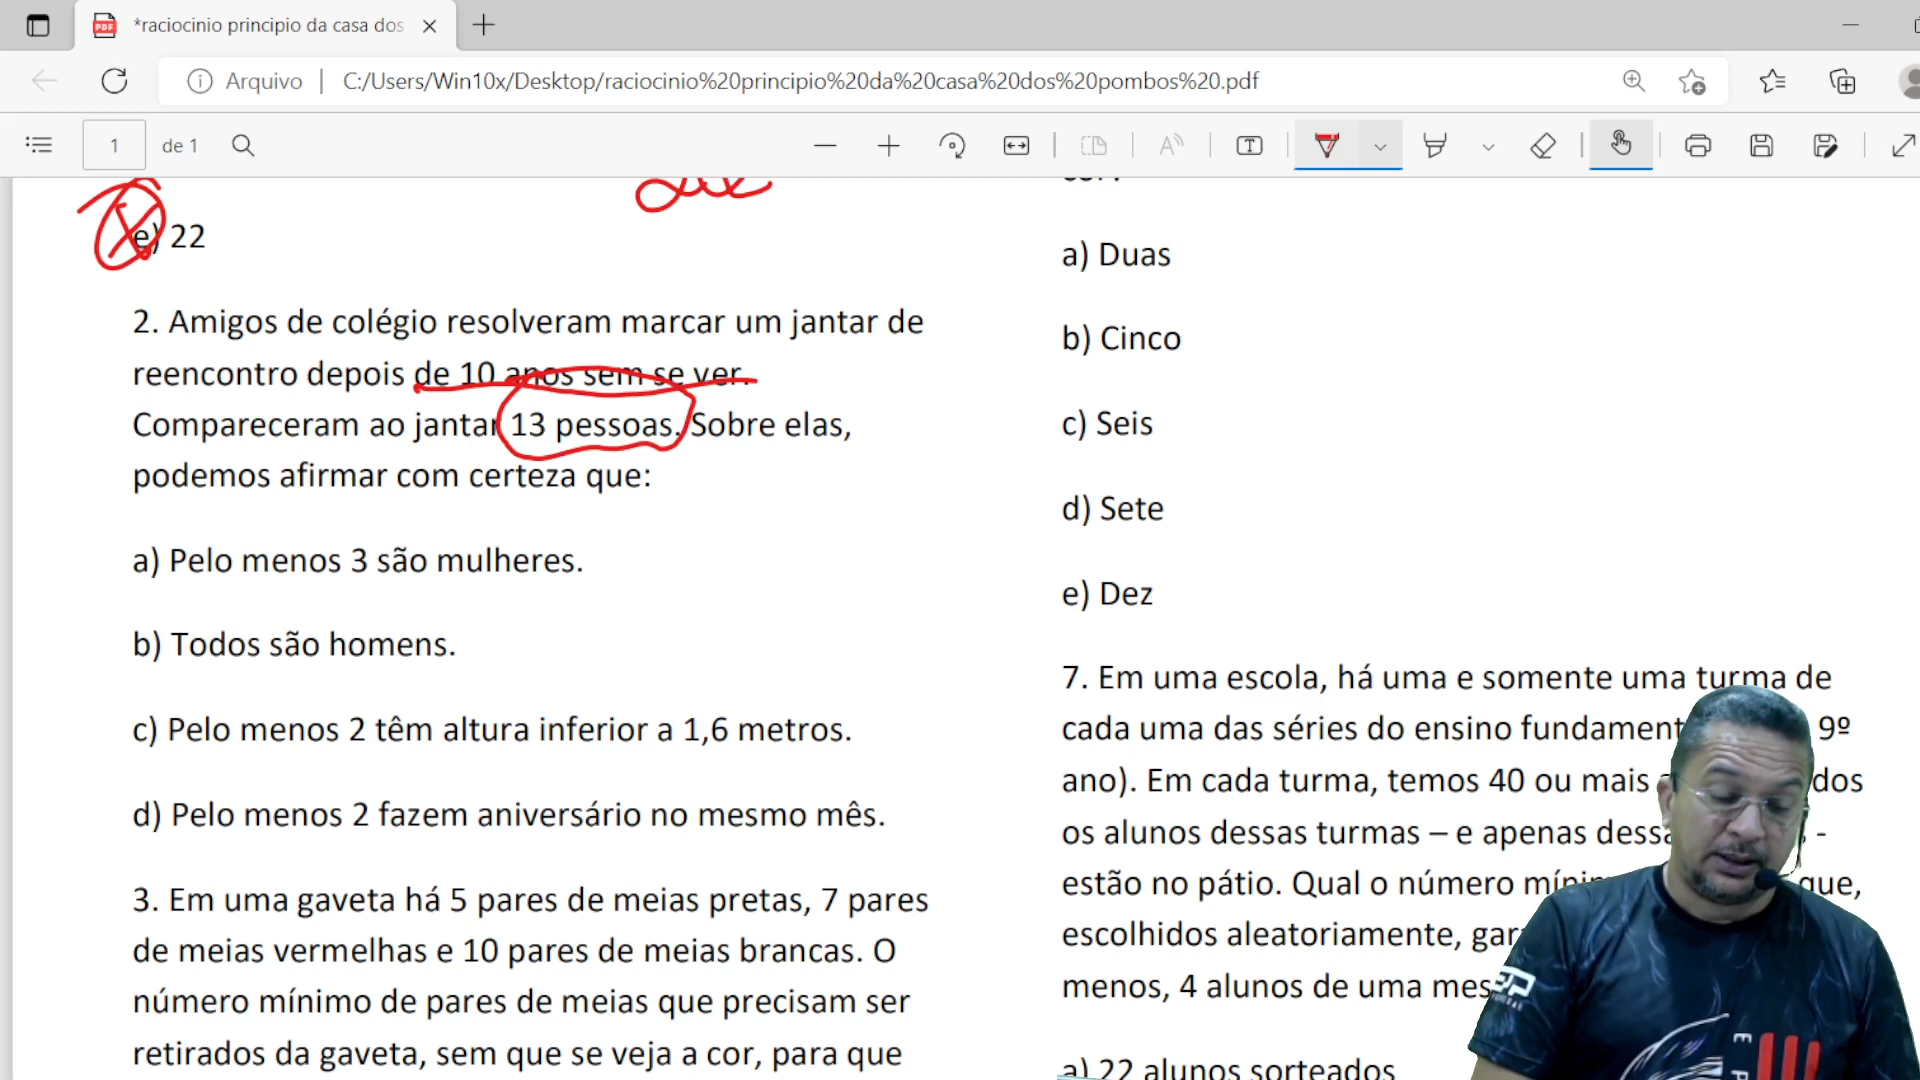 *raciocinio principio da casa dos
Arquivo | C:/Users/Win10x/Desktop/raciocinio%20principio%20da%20casa%20dos%20pombos%20.pdf
1 de 1
e) 22
2. Amigos de colégio resolveram marcar um jantar de
reencontro depois de 10 anos sem se ver.
Compareceram ao jantar 13 pessoas. Sobre elas,
podemos afirmar com certeza que:
a) Pelo menos 3 são mulheres.
b) Todos são homens.
c) Pelo menos 2 têm altura inferior a 1,6 metros.
d) Pelo menos 2 fazem aniversário no mesmo mês.
3. Em uma gaveta há 5 pares de meias pretas, 7 pares
de meias vermelhas e 10 pares de meias brancas. O
número mínimo de pares de meias que precisam ser
retirados da gaveta, sem que se veja a cor, para que
a) Duas
b) Cinco
c) Seis
d) Sete
e) Dez
7. Em uma escola, há uma e somente uma turma de
cada uma das séries do ensino 9º
ano). Em cada turma, temos 40 ou mais
os alunos dessas turmas – e apenas -
estão no pátio. Qual o número que,
escolhidos aleatoriamente,
menos, 4 alunos de uma
a) 22 alunos sorteados